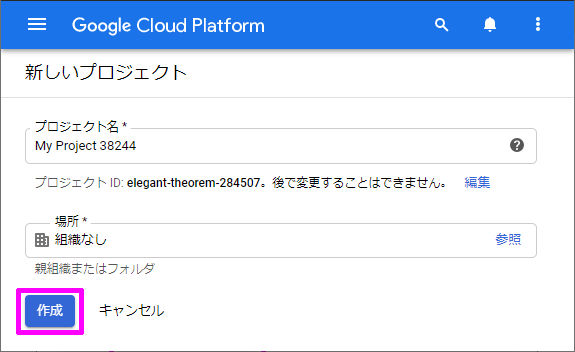 Google Cloud Platform
新しいプロジェクト
プロジェクト名 *
My Project 38244
プロジェクト ID: elegant-theorem-284507。後で変更することはできません。 編集
場所 *
組織なし 参照
親組織またはフォルダ
作成 キャンセル